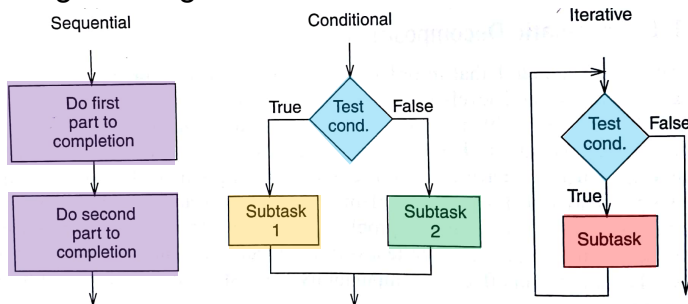 Sequential
Do first
part to
completion
Do second
part to
completion
Conditional
True
Test
cond.
False
Subtask
1
Subtask
2
Iterative
Test
cond.
False
True
Subtask